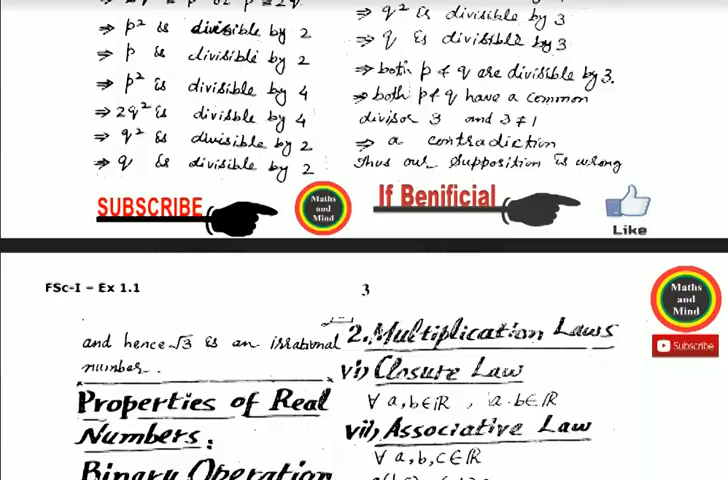 ⇒ p² is divisible by 2
⇒ p is divisible by 2
⇒ p² is divisible by 4
⇒ 2q² is divisible by 4
⇒ q² is divisible by 2
⇒ q is divisible by 2
⇒ q² is divisible by 3
⇒ q is divisible by 3
⇒ both p & q are divisible by 3.
⇒ both p & q have a common
divisor 3 and 3 ≠ 1
⇒ a contradiction
Thus our supposition is wrong
SUBSCRIBE
Maths
and
Mind
If Benificial
Like
FSc-I – Ex 1.1
3
Maths
and
Mind
Subscribe
and hence √3 is an irrational
number.
Properties of Real
Numbers:
Binary Operation
2. Multiplication Laws
vi) Closure Law
∀ a, b ∈ ℝ , a . b ∈ ℝ
vii) Associative Law
∀ a, b, c ∈ ℝ